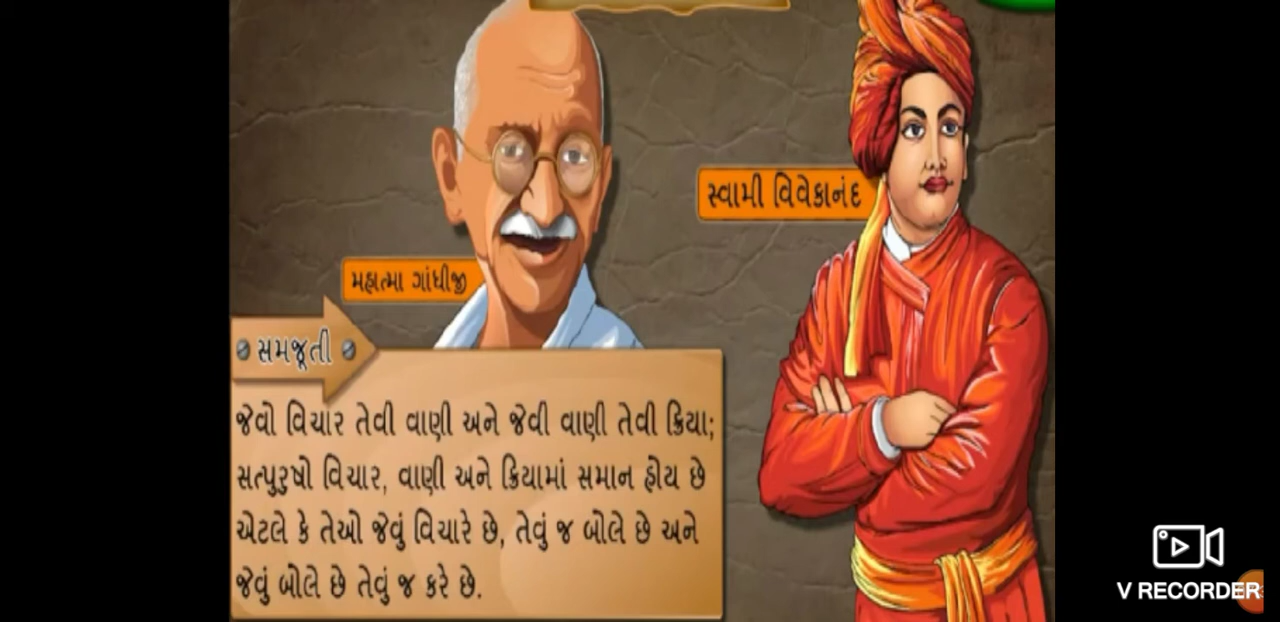 સ્વામી વિવેકાનંદ
મહાત્મા ગાંધીજી
સમજૂતી
જેવો વિચાર તેવી વાણી અને જેવી વાણી તેવી ક્રિયા;
સત્પુરુષો વિચાર, વાણી અને ક્રિયામાં સમાન હોય છે
એટલે કે તેઓ જેવું વિચારે છે, તેવું જ બોલે છે અને
જેવું બોલે છે તેવું જ કરે છે.
V RECORDER